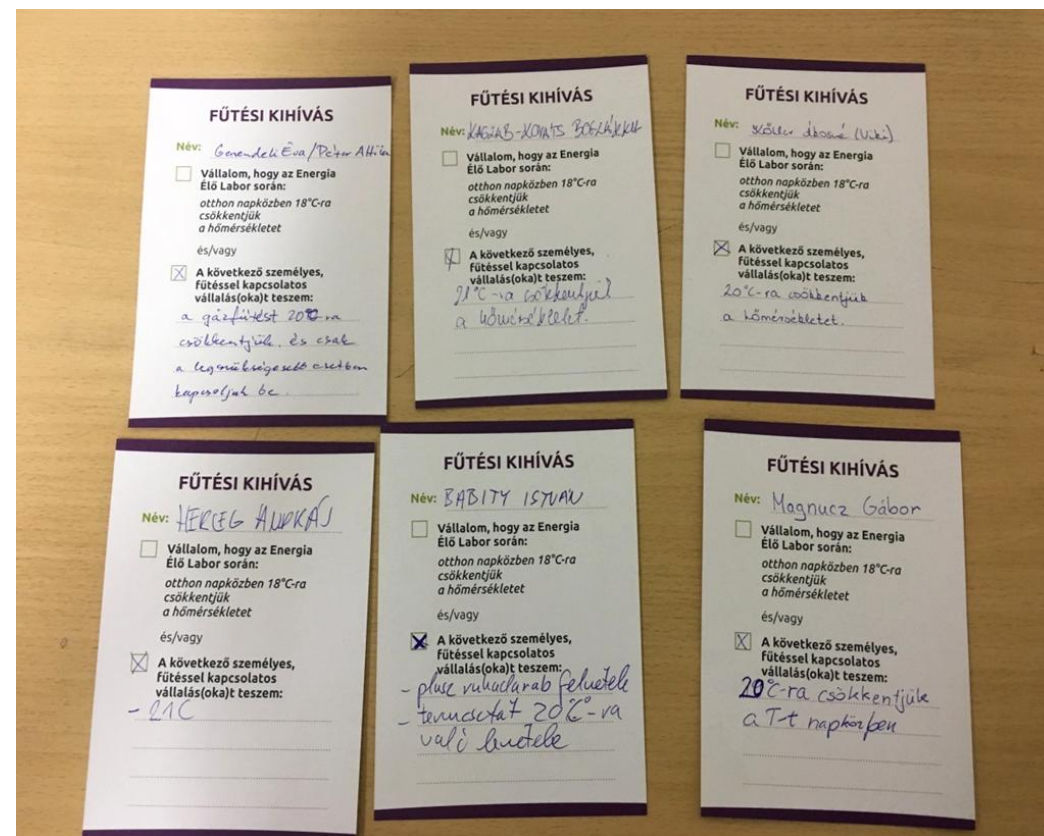 FŰTÉSI KIHÍVÁS
Név: Gerendeli Éva/Péter Attila
Vállalom, hogy az Energia
Élő Labor során:
otthon napközben 18°C-ra
csökkentjük
a hőmérsékletet
és/vagy
A következő személyes,
fűtéssel kapcsolatos
vállalás(oka)t teszem:
a gázfűtést 20°C-ra
csökkentjük, és csak
a legszükségesebb esetben
kapcsoljuk be.
FŰTÉSI KIHÍVÁS
Név:
Vállalom, hogy az Energia
Élő Labor során:
otthon napközben 18°C-ra
csökkentjük
a hőmérsékletet
és/vagy
A következő személyes,
fűtéssel kapcsolatos
vállalás(oka)t teszem:
21°C-ra csökkentjük
a hőmérsékletet.
FŰTÉSI KIHÍVÁS
Név: (Viki)
Vállalom, hogy az Energia
Élő Labor során:
otthon napközben 18°C-ra
csökkentjük
a hőmérsékletet
és/vagy
A következő személyes,
fűtéssel kapcsolatos
vállalás(oka)t teszem:
20°C-ra csökkentjük
a hőmérsékletet.
FŰTÉSI KIHÍVÁS
Név: HERCEG ANDRÁS
Vállalom, hogy az Energia
Élő Labor során:
otthon napközben 18°C-ra
csökkentjük
a hőmérsékletet
és/vagy
A következő személyes,
fűtéssel kapcsolatos
vállalás(oka)t teszem:
- 21C
FŰTÉSI KIHÍVÁS
Név: BABITY ISTVAN
Vállalom, hogy az Energia
Élő Labor során:
otthon napközben 18°C-ra
csökkentjük
a hőmérsékletet
és/vagy
A következő személyes,
fűtéssel kapcsolatos
vállalás(oka)t teszem:
- plusz ruhadarab felvetele
- 20°C-ra
való levetele
FŰTÉSI KIHÍVÁS
Név: Magnucz Gábor
Vállalom, hogy az Energia
Élő Labor során:
otthon napközben 18°C-ra
csökkentjük
a hőmérsékletet
és/vagy
A következő személyes,
fűtéssel kapcsolatos
vállalás(oka)t teszem:
20°C-ra csökkentjük
a T-t napközben